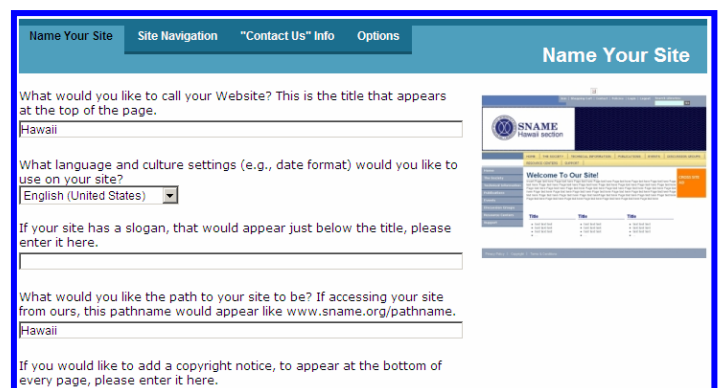 Name Your Site Site Navigation "Contact Us" Info Options
Name Your Site
What would you like to call your Website? This is the title that appears
at the top of the page.
Hawaii
What language and culture settings (e.g., date format) would you like to
use on your site?
English (United States)
If your site has a slogan, that would appear just below the title, please
enter it here.
What would you like the path to your site to be? If accessing your site
from ours, this pathname would appear like www.sname.org/pathname.
Hawaii
If you would like to add a copyright notice, to appear at the bottom of
every page, please enter it here.
SNAME
Hawaii section
Welcome To Our Site!
Title Title Title